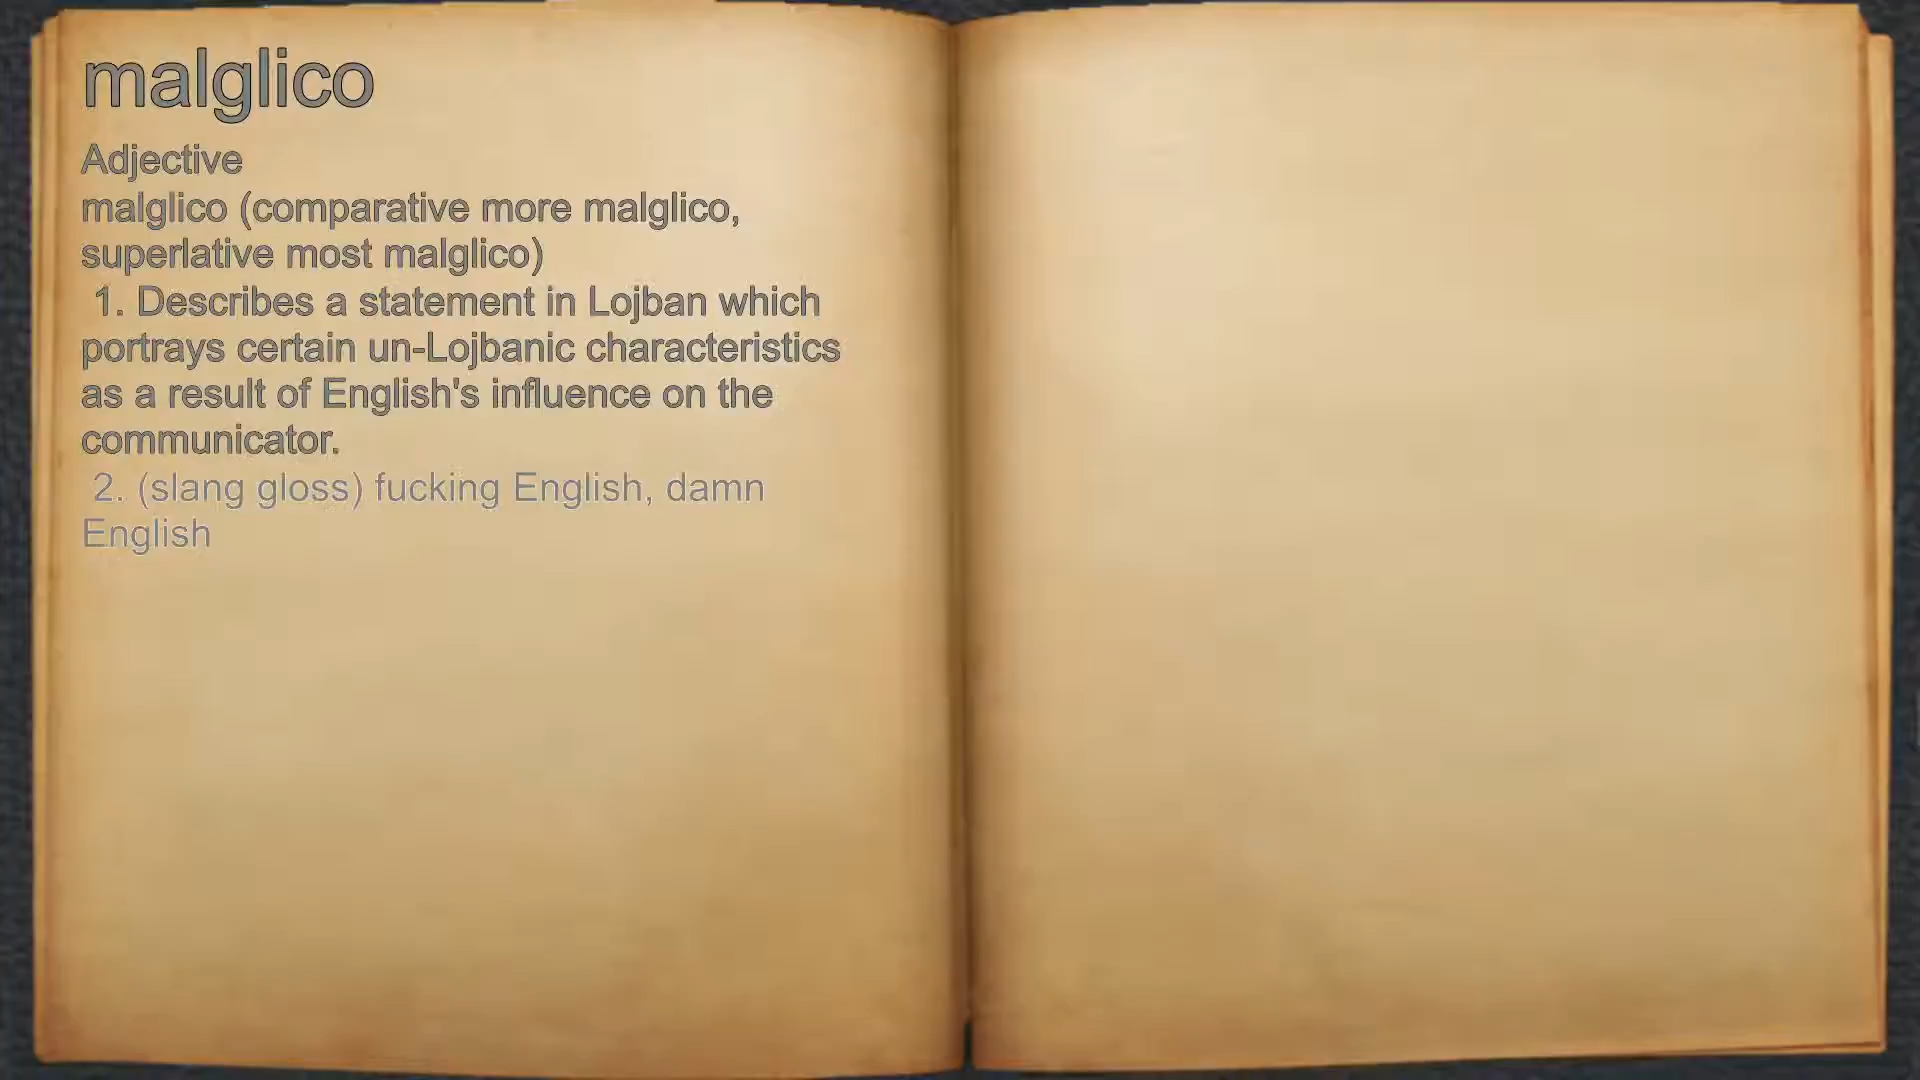 malglico
Adjective
malglico (comparative more malglico,
superlative most malglico)
1. Describes a statement in Lojban which
portrays certain un-Lojbanic characteristics
as a result of English's influence on the
communicator.
2. (slang gloss) fucking English, damn
English